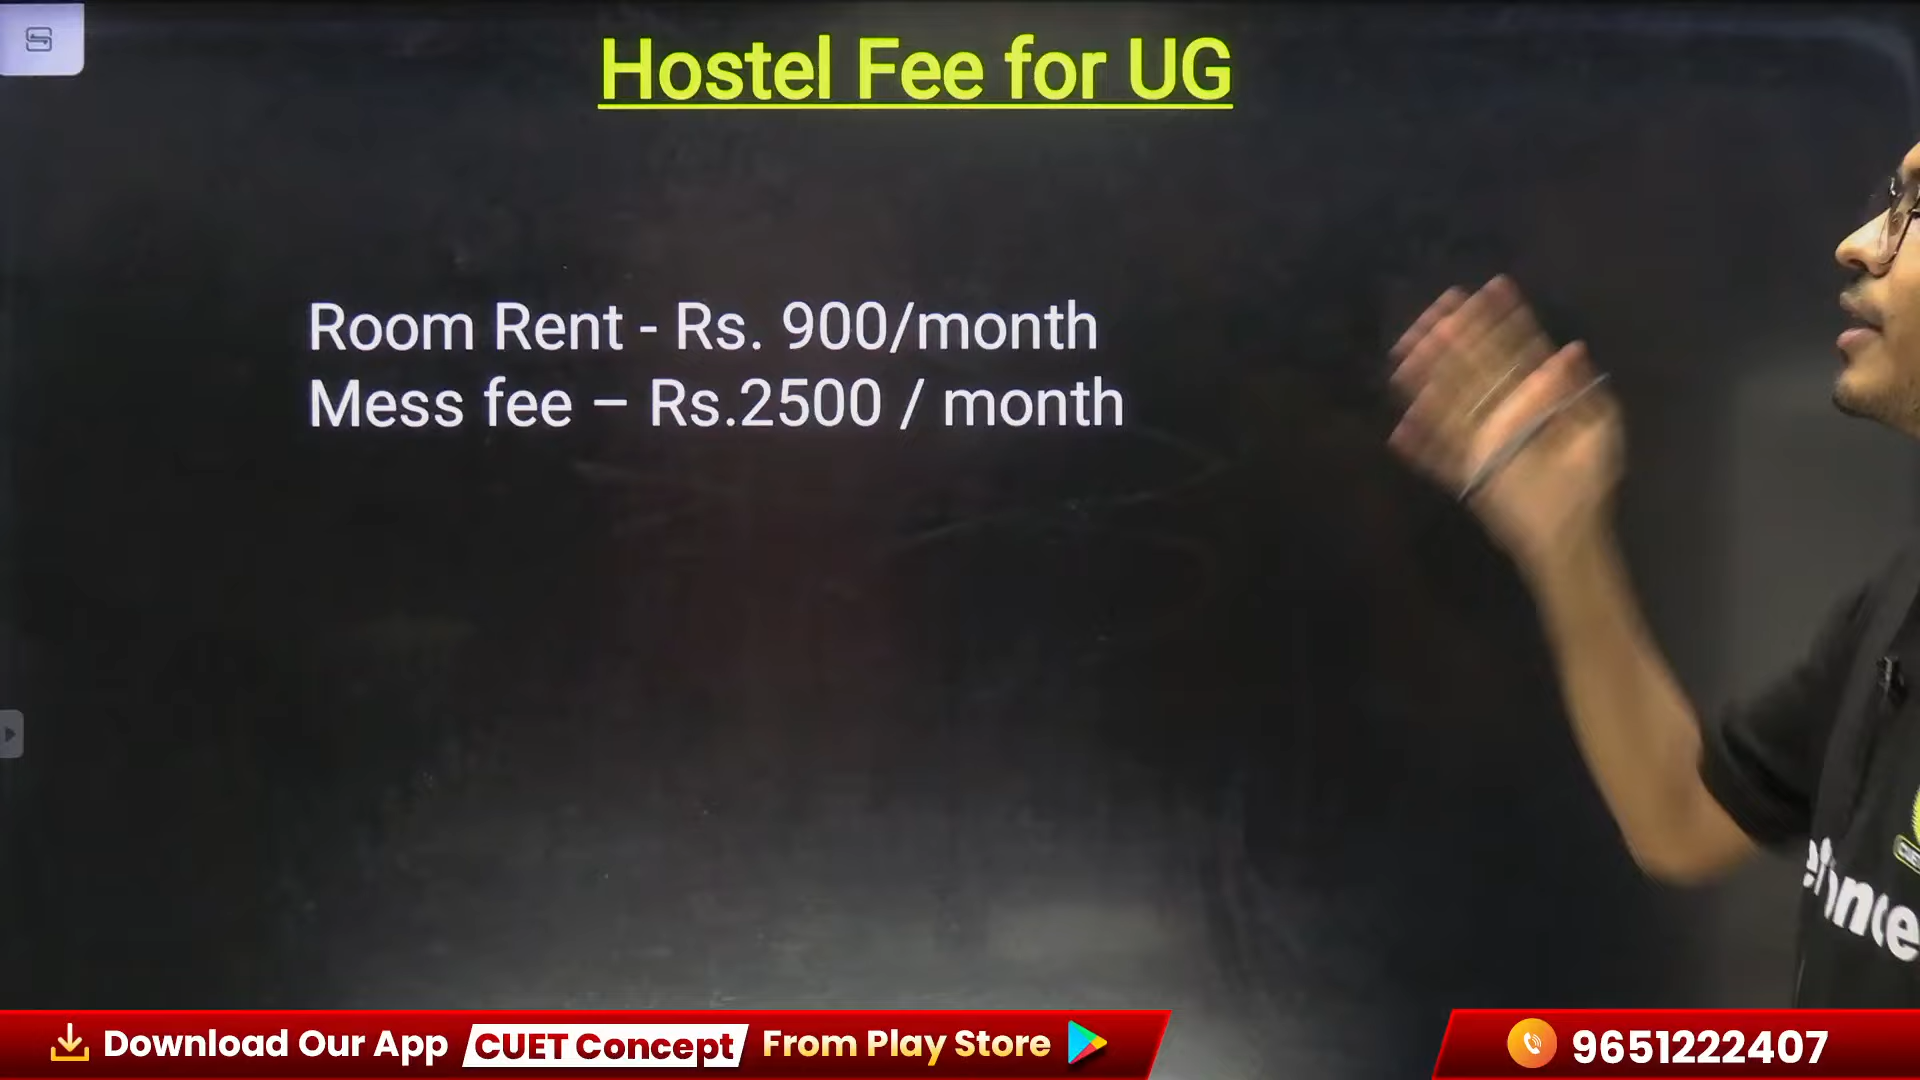 Hostel Fee for UG
Room Rent - Rs. 900/month
Mess fee – Rs.2500 / month
Download Our App CUET Concept From Play Store
9651222407